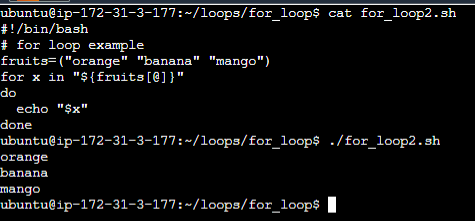 ubuntu@ip-172-31-3-177:~/loops/for_loop$ cat for_loop2.sh
#!/bin/bash
# for loop example
fruits=("orange" "banana" "mango")
for x in "${fruits[@]}"
do
  echo "$x"
done
ubuntu@ip-172-31-3-177:~/loops/for_loop$ ./for_loop2.sh
orange
banana
mango
ubuntu@ip-172-31-3-177:~/loops/for_loop$